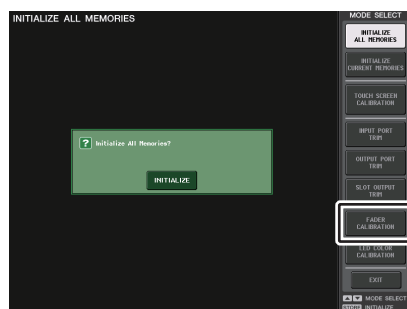 INITIALIZE ALL MEMORIES
MODE SELECT
INITIALIZE
ALL MEMORIES
INITIALIZE
CURRENT MEMORIES
TOUCH SCREEN
CALIBRATION
INPUT PORT
TRIM
? Initialize All Memories?
OUTPUT PORT
TRIM
INITIALIZE
SLOT OUTPUT
TRIM
FADER
CALIBRATION
LED COLOR
CALIBRATION
EXIT
▲ ▼ MODE SELECT
STORE INITIALIZE